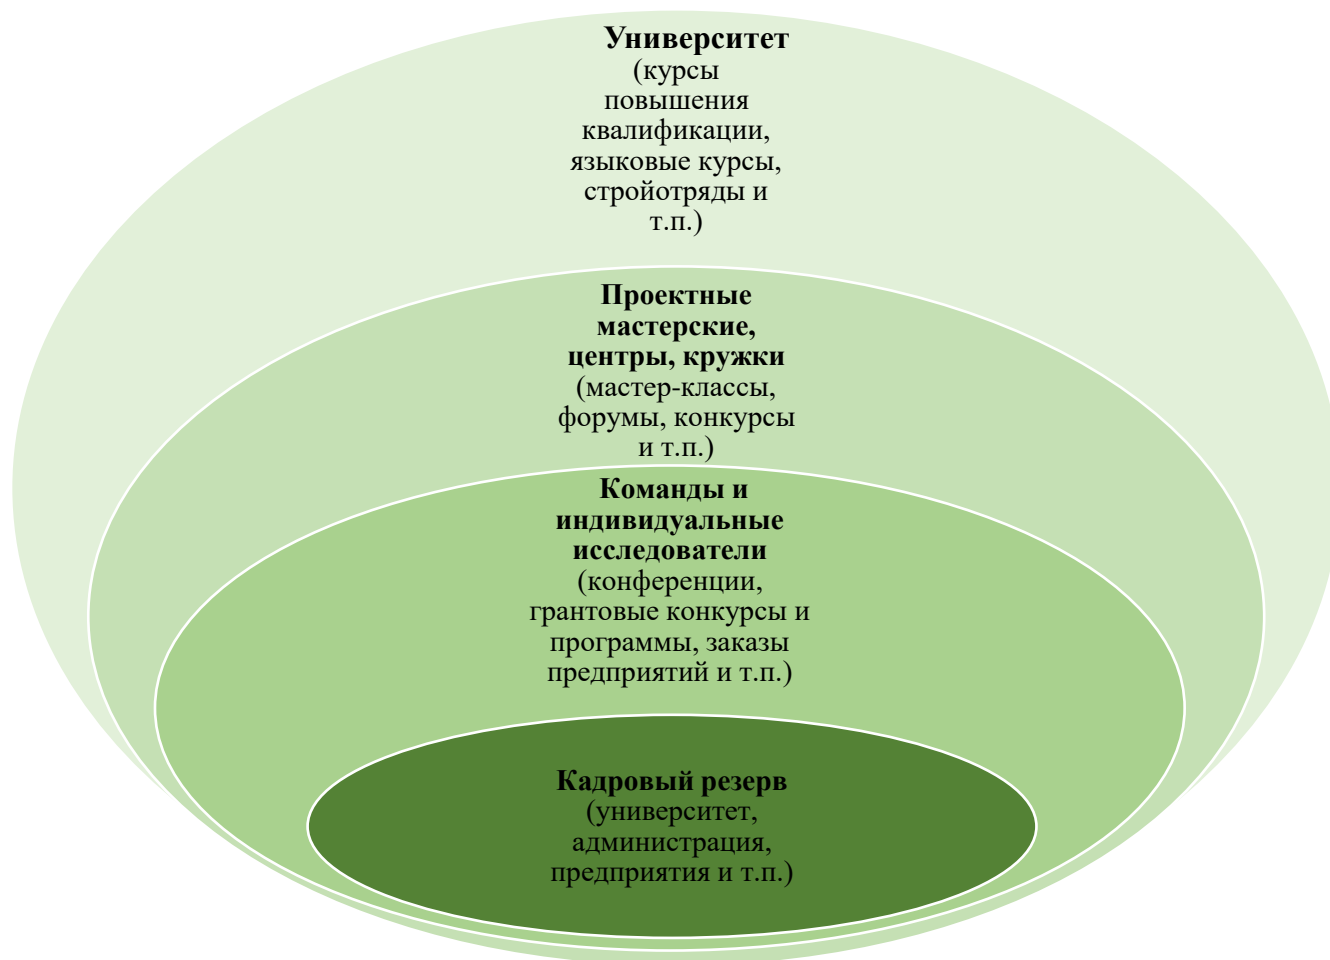 Университет
(курсы
повышения
квалификации,
языковые курсы,
стройотряды и
т.п.)
Проектные
мастерские,
центры, кружки
(мастер-классы,
форумы, конкурсы
и т.п.)
Команды и
индивидуальные
исследователи
(конференции,
грантовые конкурсы и
программы, заказы
предприятий и т.п.)
Кадровый резерв
(университет,
администрация,
предприятия и т.п.)